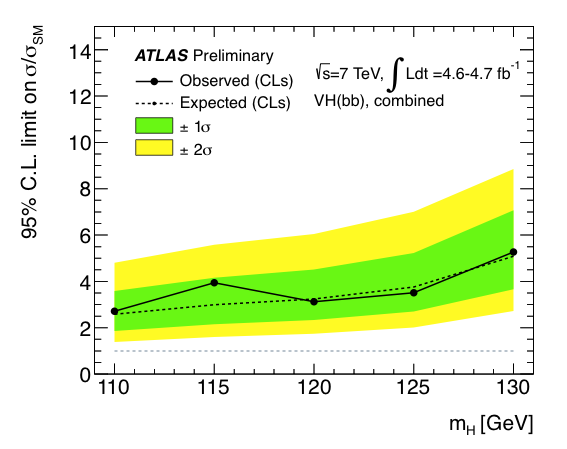 95% C.L. limit on σ/σSM
14
12
10
8
6
4
2
0
ATLAS Preliminary
Observed (CLs)
Expected (CLs)
± 1σ
± 2σ
√s=7 TeV, ∫ Ldt =4.6-4.7 fb-1
VH(bb), combined
110 115 120 125 130
mH [GeV]